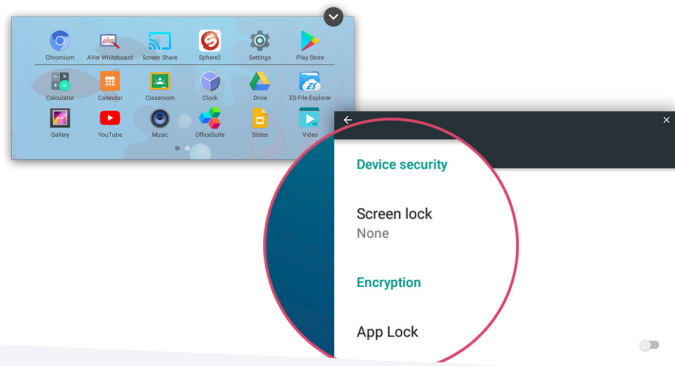 Chromium AVer Whiteboard Screen Share Sphere2 Settings Play Store
Calculator Calendar Classroom Clock Drive ES File Explorer
Gallery YouTube Music OfficeSuite Slides Video
Device security
Screen lock
None
Encryption
App Lock